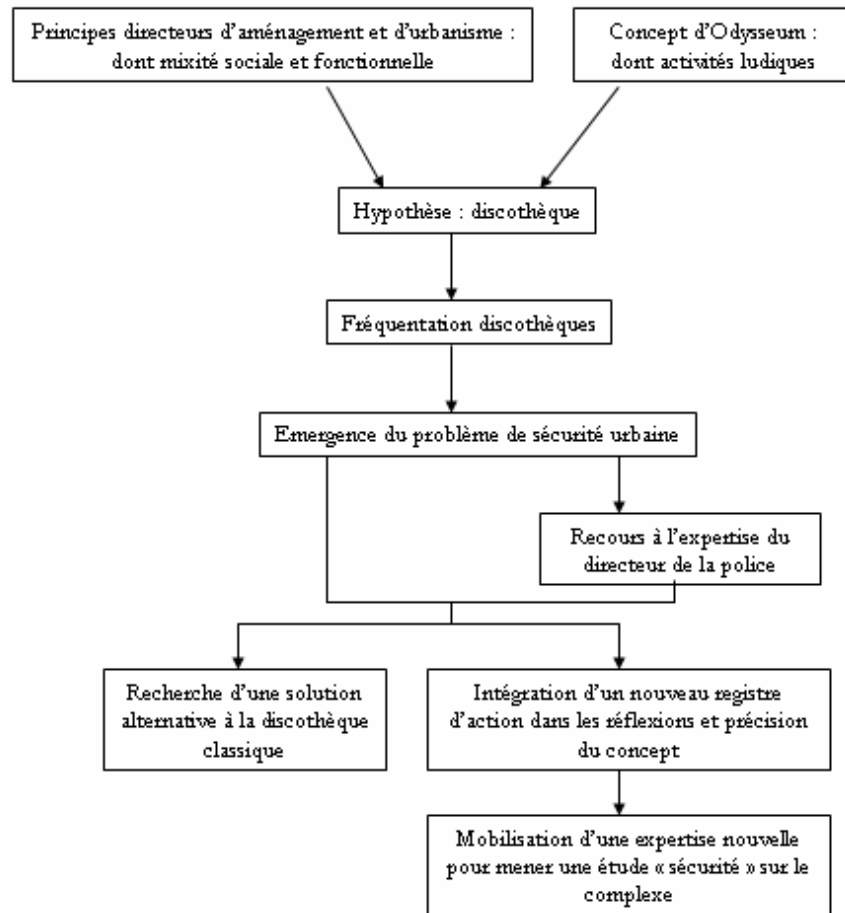 Principes directeurs d'aménagement et d'urbanisme :
dont mixité sociale et fonctionnelle
Concept d'Odysseum :
dont activités ludiques
Hypothèse : discothèque
Fréquentation discothèques
Emergence du problème de sécurité urbaine
Recours à l'expertise du
directeur de la police
Recherche d'une solution
alternative à la discothèque
classique
Intégration d'un nouveau registre
d'action dans les réflexions et précision
du concept
Mobilisation d'une expertise nouvelle
pour mener une étude « sécurité » sur le
complexe